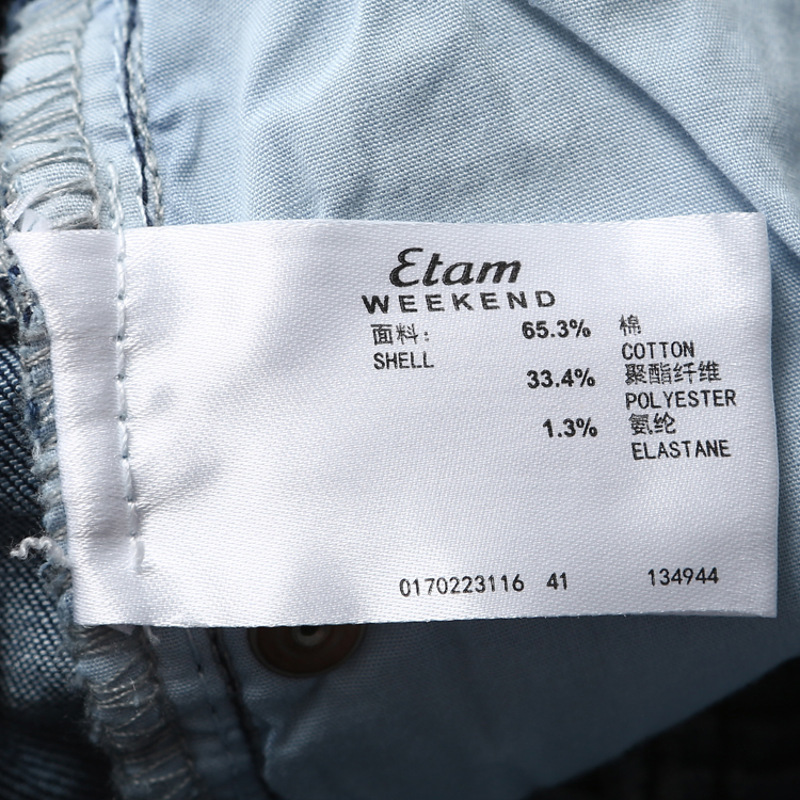 Etam
WEEKEND
面料: 65.3% 棉
SHELL COTTON
33.4% 聚酯纤维
POLYESTER
1.3% 氨纶
ELASTANE
0170223116 41 134944